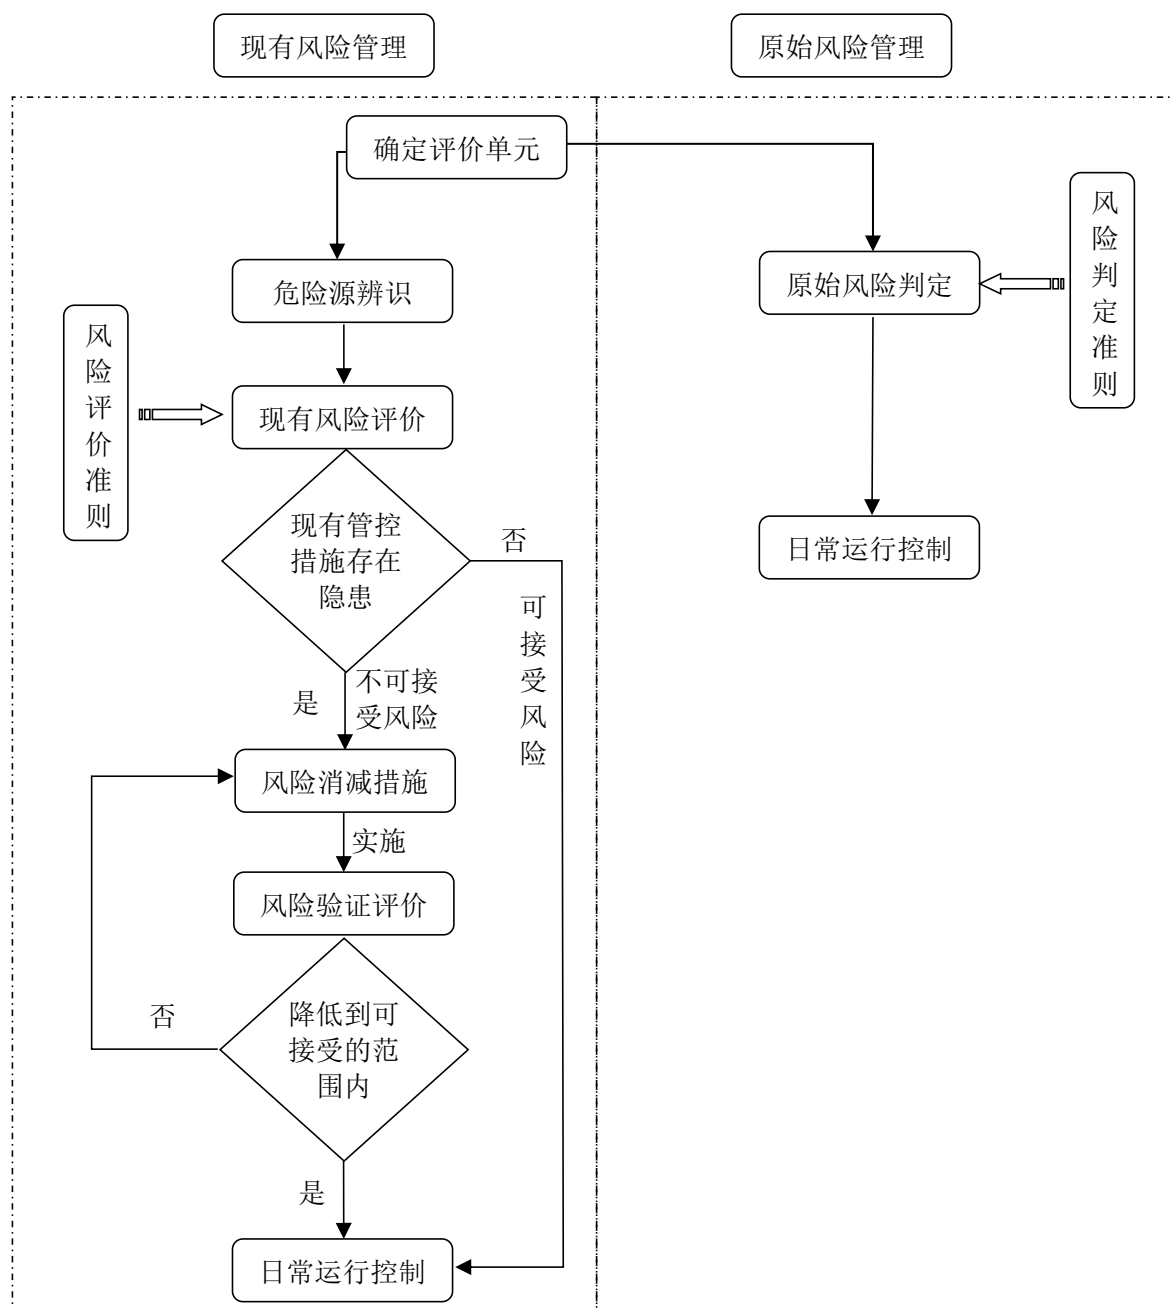 现有风险管理
原始风险管理
确定评价单元
风险判定准则
危险源辨识
原始风险判定
风险评价准则
现有风险评价
现有管控
措施存在
隐患
否
可接受风险
日常运行控制
是
不可接
受风险
风险消减措施
实施
风险验证评价
否
降低到可
接受的范
围内
是
日常运行控制